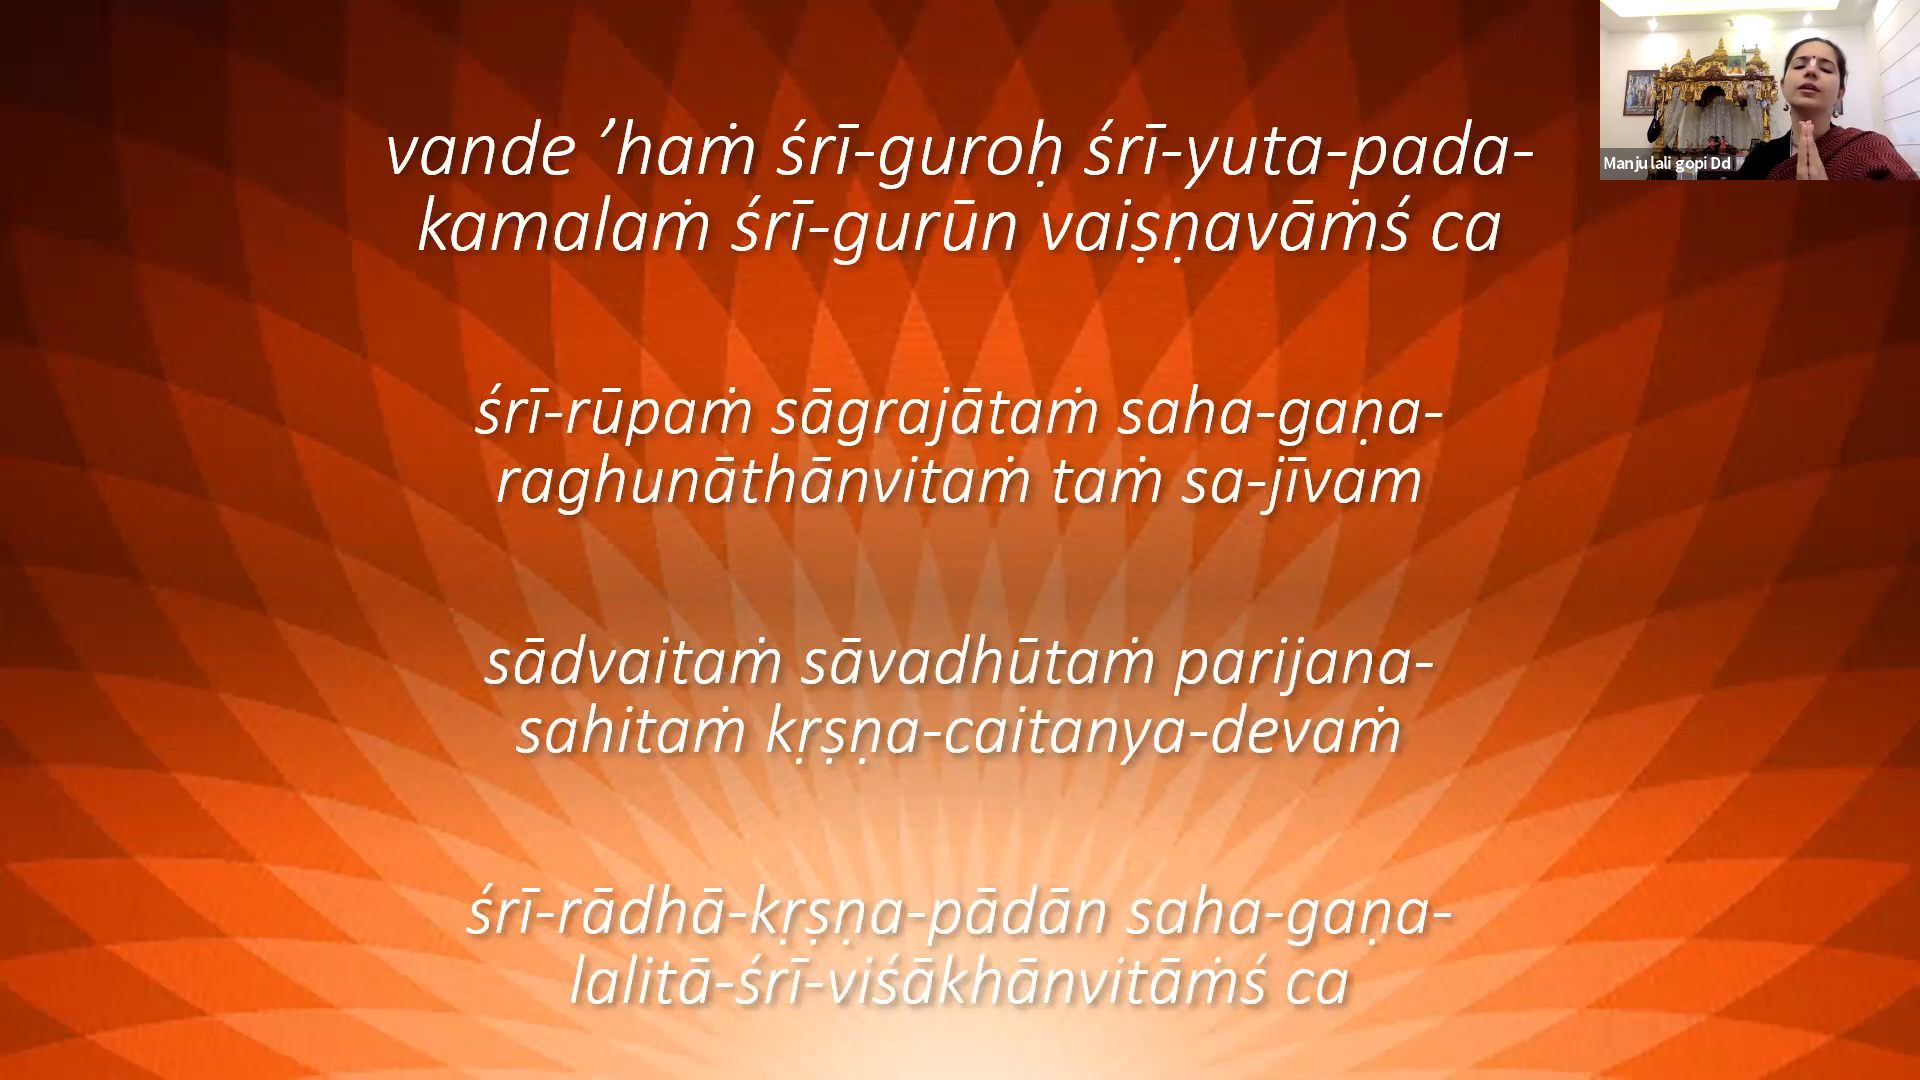 vande ’haṁ śrī-guroḥ śrī-yuta-pada-
kamalaṁ śrī-gurūn vaiṣṇavāṁś ca
śrī-rūpaṁ sāgrajātaṁ saha-gaṇa-
raghunāthānvitaṁ taṁ sa-jīvam
sādvaitaṁ sāvadhūtaṁ parijana-
sahitaṁ kṛṣṇa-caitanya-devaṁ
śrī-rādhā-kṛṣṇa-pādān saha-gaṇa-
lalitā-śrī-viśākhānvitāṁś ca
Manju lali gopi Dd